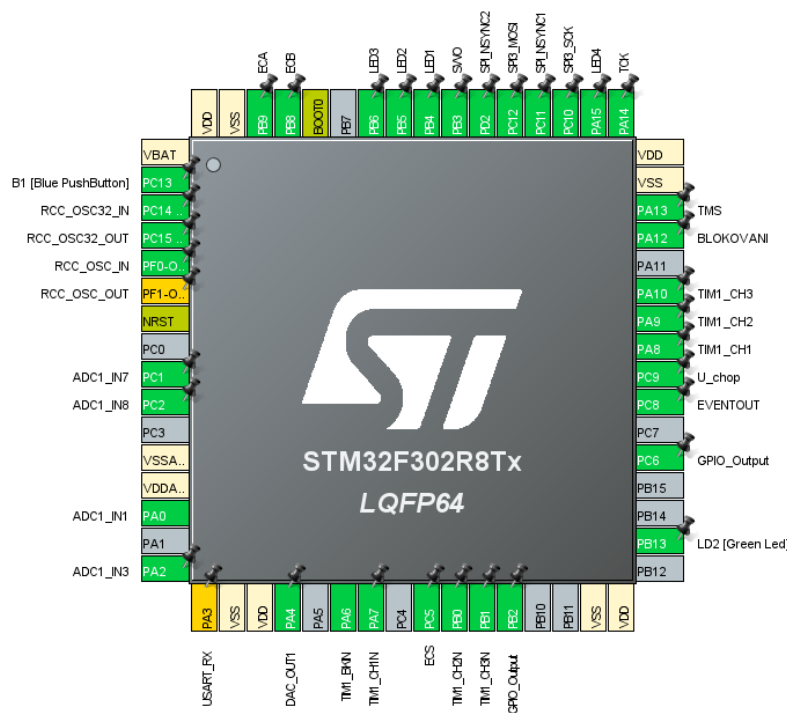 ECA
ECB
LED3
LED2
LED1
SWO
SPI_NSYNC2
SPI3_MOSI
SPI_NSYNC1
SPI3_SCK
LED4
TCK
VDD
VSS
PB9
PB8
BOOT0
PB7
PB6
PB5
PB4
PB3
PD2
PC12
PC11
PC10
PA15
PA14
VBAT
B1 [Blue PushButton] PC13
RCC_OSC32_IN PC14 ..
RCC_OSC32_OUT PC15 ..
RCC_OSC_IN PF0-O..
RCC_OSC_OUT PF1-O..
NRST
PC0
ADC1_IN7 PC1
ADC1_IN8 PC2
PC3
VSSA..
VDDA..
ADC1_IN1 PA0
PA1
ADC1_IN3 PA2
STM32F302R8Tx
LQFP64
VDD
VSS
PA13 TMS
PA12 BLOKOVANI
PA11
PA10 TIM1_CH3
PA9 TIM1_CH2
PA8 TIM1_CH1
PC9 U_chop
PC8 EVENTOUT
PC7
PC6 GPIO_Output
PB15
PB14
PB13 LD2 [Green Led]
PB12
PA3
VSS
VDD
PA4
PA5
PA6
PA7
PC4
PC5
PB0
PB1
PB2
PB10
PB11
VSS
VDD
USART_RX
DAC_OUT1
TIM1_BKIN
TIM1_CH1N
ECS
TIM1_CH2N
TIM1_CH3N
GPIO_Output